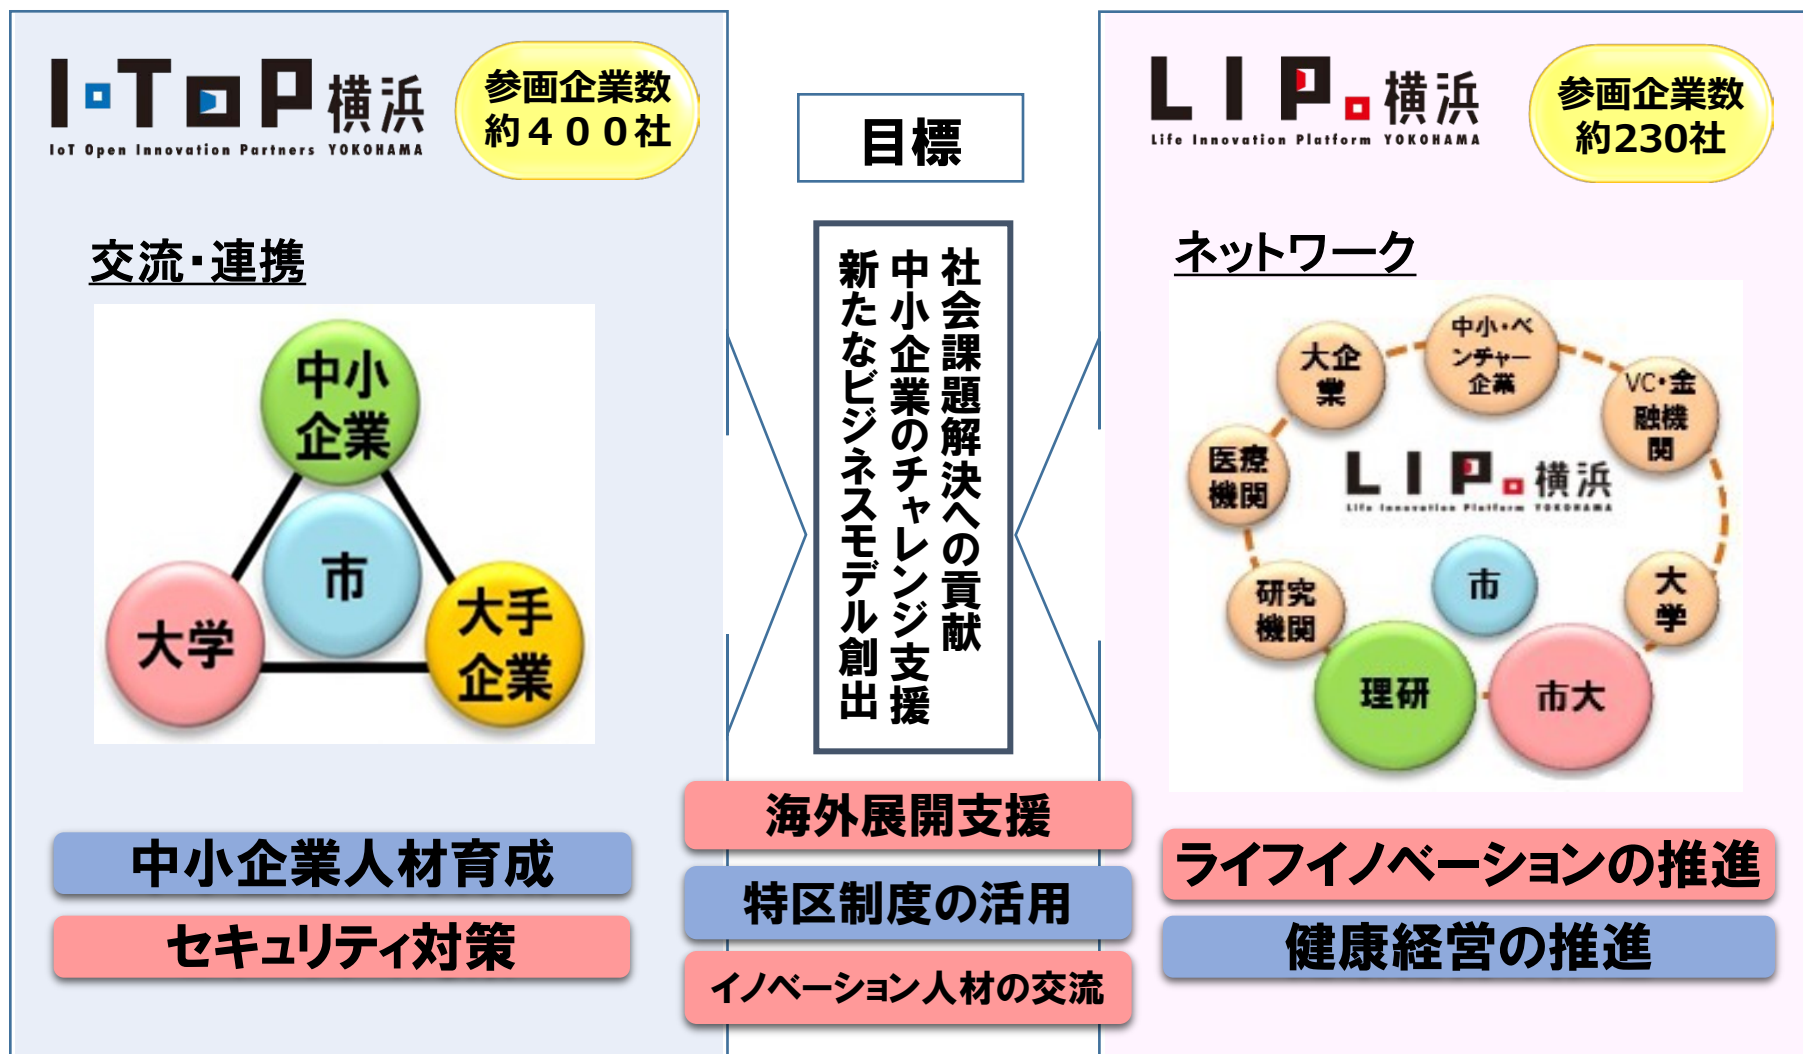 I・TOP横浜
IoT Open Innovation Partners YOKOHAMA
参画企業数
約４００社
交流・連携
中小
企業
市
大学
大手
企業
中小企業人材育成
セキュリティ対策
目標
社会課題解決への貢献
中小企業のチャレンジ支援
新たなビジネスモデル創出
海外展開支援
特区制度の活用
イノベーション人材の交流
LIP.横浜
Life Innovation Platform YOKOHAMA
参画企業数
約230社
ネットワーク
中小・ベ
ンチャー
企業
大企
業
VC・金
融機
関
医療
機関
LIP.横浜
Life Innovation Platform YOKOHAMA
研究
機関
市
大
学
理研
市大
ライフイノベーションの推進
健康経営の推進